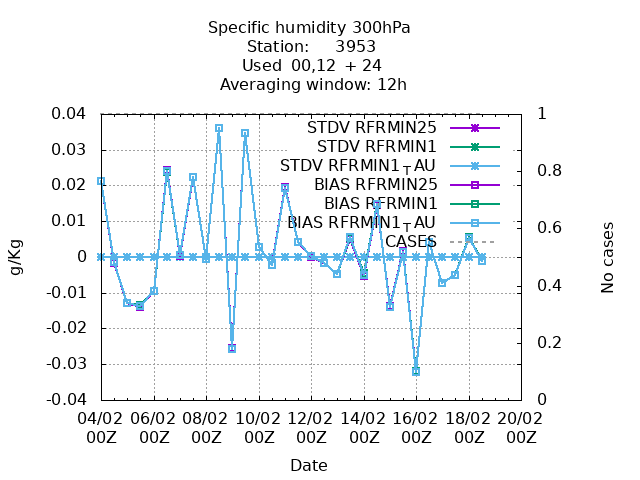 Specific humidity 300hPa
Station: 3953
Used 00,12 + 24
Averaging window: 12h
0.04 1
0.03
0.02 0.8
0.01 0.6
0
-0.01 0.4
-0.02
-0.03 0.2
-0.04 0
STDV RFRMIN25
STDV RFRMIN1
STDV RFRMIN1_TAU
BIAS RFRMIN25
BIAS RFRMIN1
BIAS RFRMIN1_TAU
CASES
g/Kg
No cases
04/02 06/02 08/02 10/02 12/02 14/02 16/02 18/02 20/02
00Z 00Z 00Z 00Z 00Z 00Z 00Z 00Z 00Z
Date